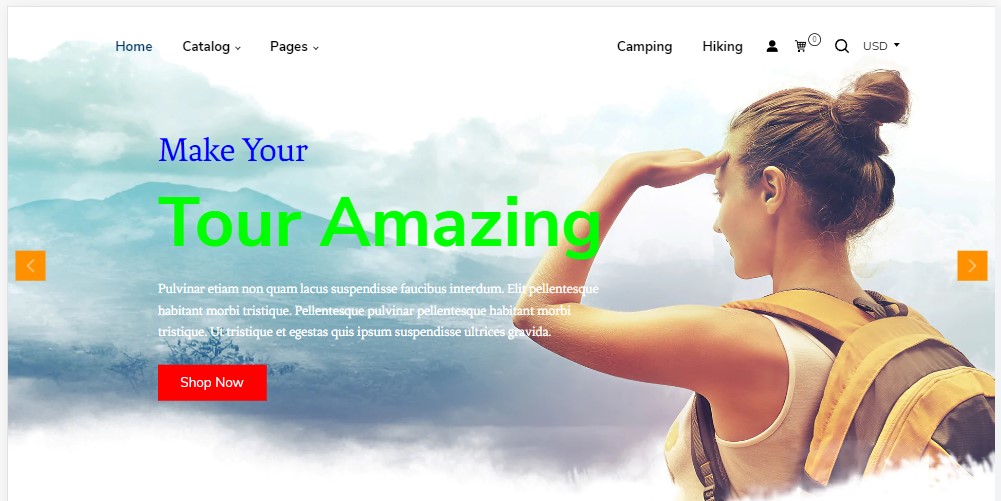 Home Catalog Pages Camping Hiking 0 USD
Make Your
Tour Amazing
Pulvinar etiam non quam lacus suspendisse faucibus interdum. Elit pellentesque
habitant morbi tristique. Pellentesque pulvinar pellentesque habitant morbi
tristique. Ut tristique et egestas quis ipsum suspendisse ultrices gravida.
Shop Now